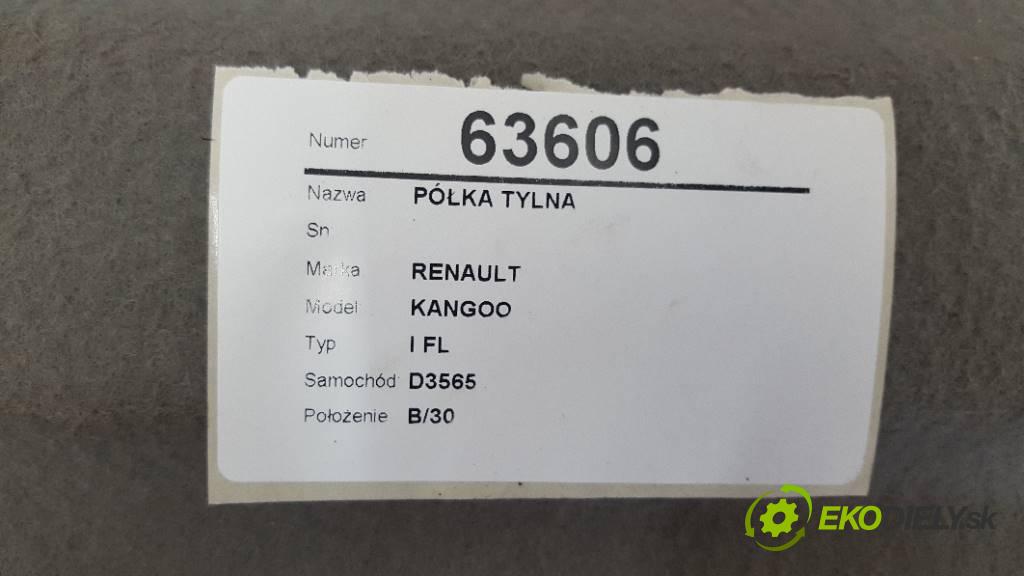 Numer 63606
Nazwa PÓŁKA TYLNA
Sn
Marka RENAULT
Model KANGOO
Typ I FL
Samochód D3565
Położenie B/30
EKODIELY.sk